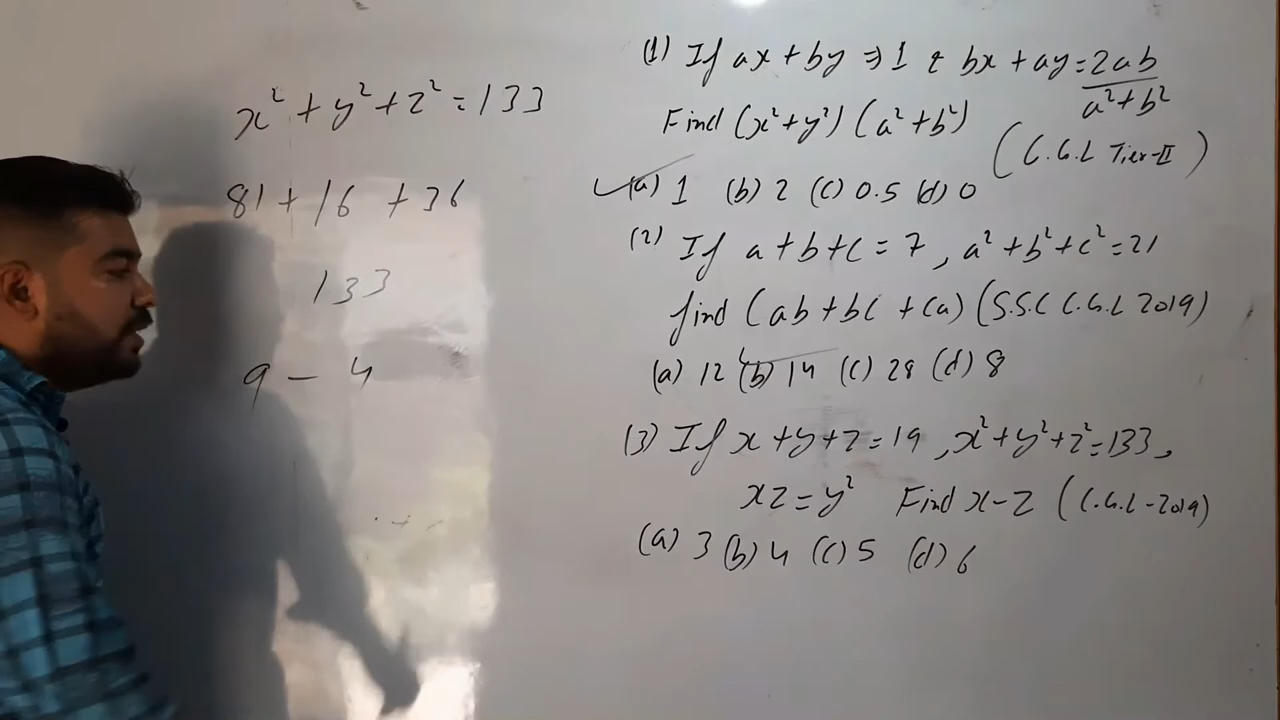 x² + y² + z² = 133
81 + 16 + 36
133
9 - 4
(1) If ax + by ⇒ 1 & bx + ay = 2ab/a²+b²
Find (x²+y²) (a²+b²)
(C.G.L Tier-II)
(a) 1 (b) 2 (c) 0.5 (d) 0
(2) If a+b+c = 7, a²+b²+c²=21
find (ab+bc+ca) (S.S.C C.G.L 2019)
(a) 12 (b) 14 (c) 28 (d) 8
(3) If x+y+z = 19, x²+y²+z²=133,
xz = y² Find x-z (C.G.L-2019)
(a) 3 (b) 4 (c) 5 (d) 6